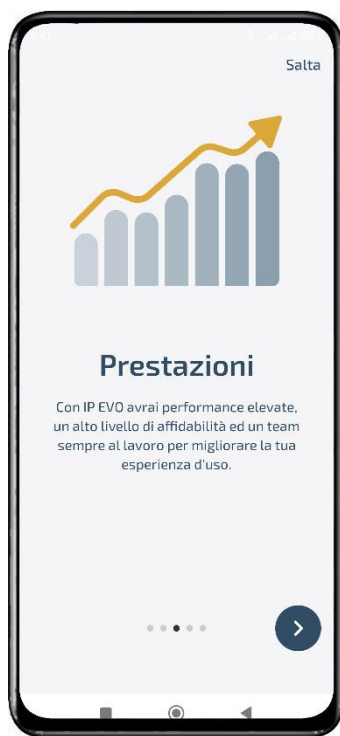 Salta
Prestazioni
Con IP EVO avrai performance elevate,
un alto livello di affidabilità ed un team
sempre al lavoro per migliorare la tua
esperienza d'uso.